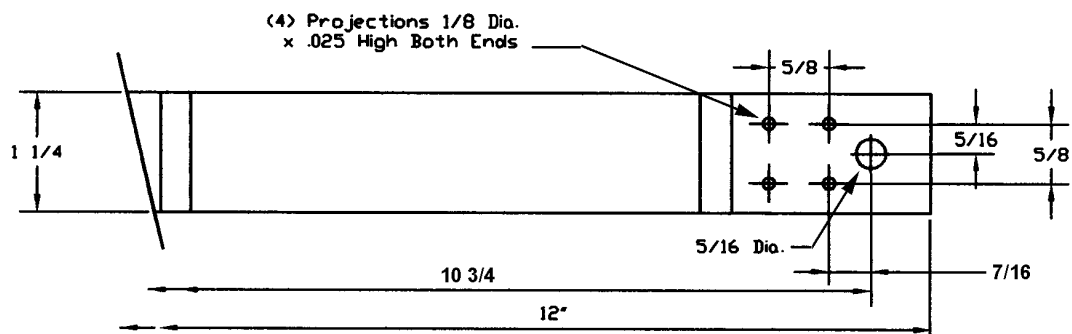 (4) Projections 1/8 Dia.
x .025 High Both Ends
5/8
1 1/4
5/16
5/8
5/16 Dia.
7/16
10 3/4
12"